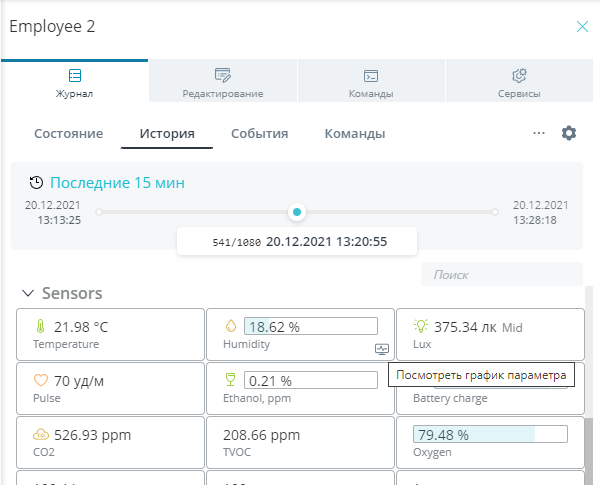 Employee 2
Журнал
Редактирование
Команды
Сервисы
Состояние История События Команды
Последние 15 мин
20.12.2021
13:13:25
20.12.2021
13:28:18
541/1080 20.12.2021 13:20:55
Поиск
Sensors
21.98 °C
Temperature
18.62 %
Humidity
375.34 лк Mid
Lux
Посмотреть график параметра
70 уд/м
Pulse
0.21 %
Ethanol, ppm
Battery charge
526.93 ppm
CO2
208.66 ppm
TVOC
79.48 %
Oxygen